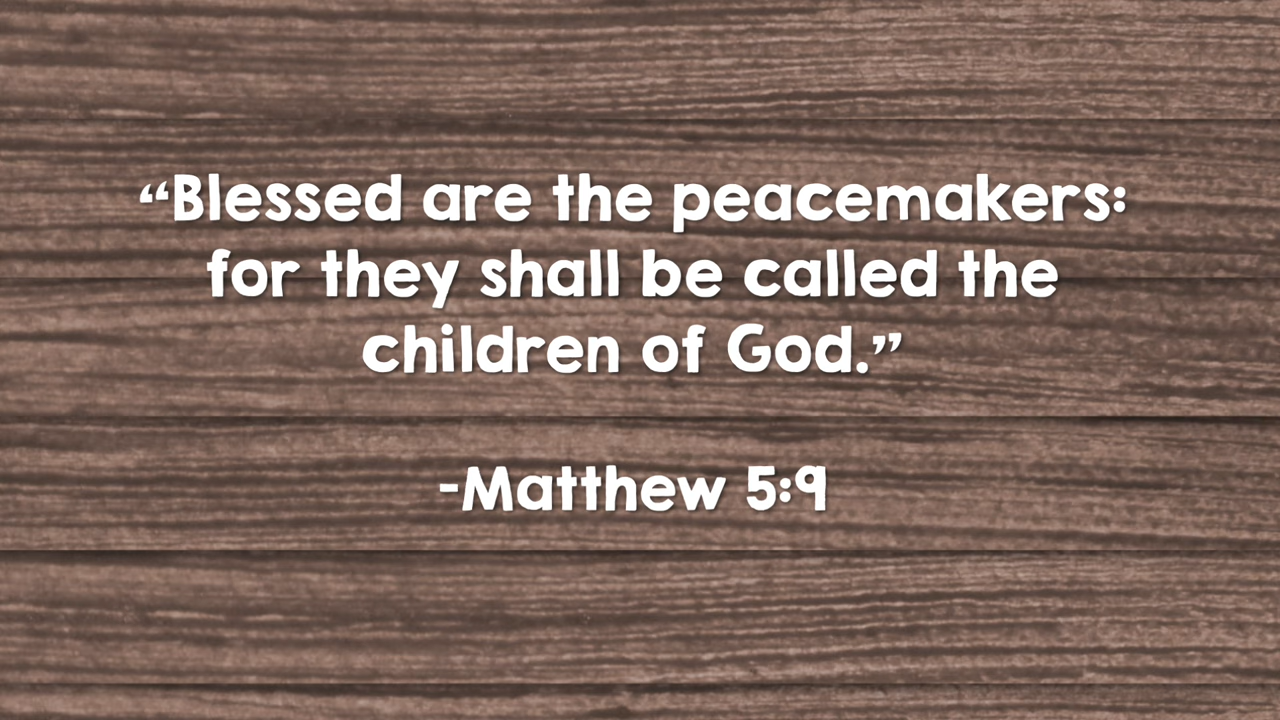 “Blessed are the peacemakers:
for they shall be called the
children of God.”
-Matthew 5:9